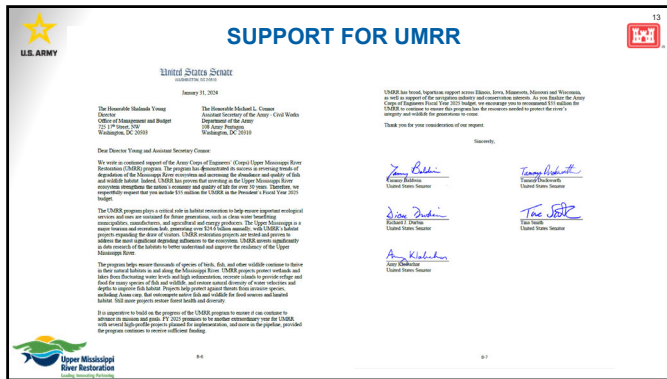 13
SUPPORT FOR UMRR
U.S. ARMY
United States Senate
WASHINGTON, DC 20510
January 31, 2024
The Honorable Shalanda Young
Director
Office of Management and Budget
725 17th Street, NW
Washington, DC 20503
The Honorable Michael L. Connor
Assistant Secretary of the Army - Civil Works
Department of the Army
108 Army Pentagon
Washington, DC 20310
Dear Director Young and Assistant Secretary Connor:
We write in continued support of the Army Corps of Engineers' (Corps) Upper Mississippi River
Restoration (UMRR) program. The program has demonstrated its success in reversing trends of
degradation of the Mississippi River ecosystem and increasing the abundance and quality of fish
and wildlife habitat. Indeed, UMRR has proven that investing in the Upper Mississippi River
ecosystem strengthens the nation's economy and quality of life for over 30 years. Therefore, we
respectfully request that you include $55 million for UMRR in the President's Fiscal Year 2025
budget.
The UMRR program plays a critical role in habitat restoration to help ensure important ecological
services and uses are sustained for future generations, such as clean water benefiting
municipalities, manufacturers, and agricultural and energy producers. The Upper Mississippi is a
major tourism and recreation hub, generating over $24.6 billion annually, with UMRR's habitat
projects expanding the draw of visitors. UMRR restoration projects are tested and proven to
address the most significant degrading influences to the ecosystem. UMRR invests significantly
in data research of the habitats to better understand and improve the resiliency of the Upper
Mississippi.
The program helps ensure thousands of species of birds, fish, and other wildlife continue to thrive
in their natural habitats in and along the Mississippi River. UMRR projects protect wetlands and
lakes from fluctuating water levels and high sedimentation, recreate islands to provide refuge and
food for many species of fish and wildlife, and restore natural diversity of water velocities and
depths to improve fish habitat. Projects help protect against threats from invasive species,
including Asian carp, that outcompete native fish and wildlife for food sources and limited
habitat. Still more projects restore forest health and diversity.
It is imperative to build on the progress of the UMRR program to ensure it can continue to
advance its mission and goals. FY 2025 promises to be another extraordinary year for UMRR
with several high-profile projects planned for implementation, and more in the pipeline, provided
the program continues to receive sufficient funding.
B-6
UMRR has broad, bipartisan support across Illinois, Iowa, Minnesota, Missouri and Wisconsin,
as well as support of the navigation industry and conservation interests. As you finalize the Army
Corps of Engineers Fiscal Year 2025 budget, we encourage you to recommend $55 million for
UMRR to continue to ensure this program has the resources needed to protect the river's
integrity and wildlife for generations to come.
Thank you for your consideration of our request.
Sincerely,
Tammy Baldwin
Tammy Baldwin
United States Senator
Tammy Duckworth
Tammy Duckworth
United States Senator
Dick Durbin
Richard J. Durbin
United States Senator
Tina Smith
Tina Smith
United States Senator
Amy Klobuchar
Amy Klobuchar
United States Senator
B-7
Upper Mississippi
River Restoration
Leading. Innovating. Partnering.